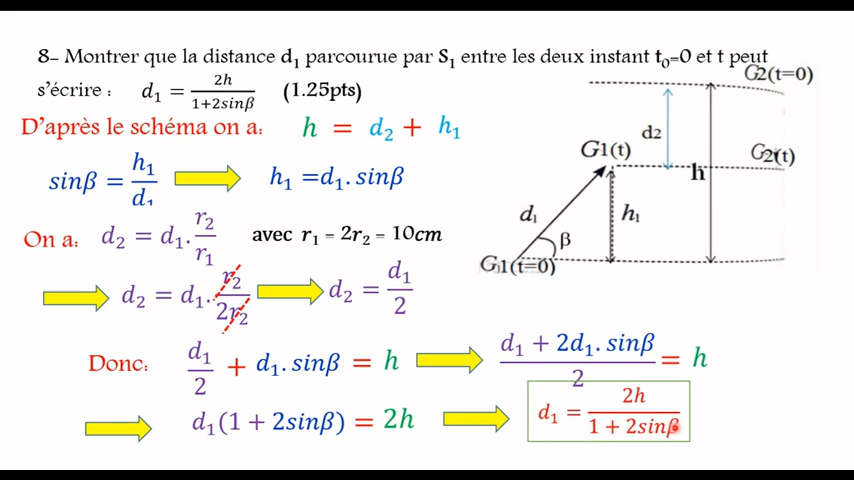 8- Montrer que la distance d₁ parcourue par S₁ entre les deux instant t₀=0 et t peut
s'écrire : d₁ = 2h / (1+2sinβ) (1.25pts)
D'après le schéma on a: h = d₂ + h₁
sinβ = h₁ / d₁ h₁ =d₁. sinβ
On a: d₂ = d₁. r₂ / r₁ avec r₁ = 2r₂ = 10cm
d₂ = d₁. r₂ / 2r₂ d₂ = d₁ / 2
Donc: d₁ / 2 + d₁. sinβ = h (d₁ + 2d₁. sinβ) / 2 = h
d₁(1 + 2sinβ) = 2h d₁ = 2h / (1 + 2sinβ)
G2(t=0)
d2
G1(t)
G2(t)
h
d₁
h₁
β
G1(t=0)